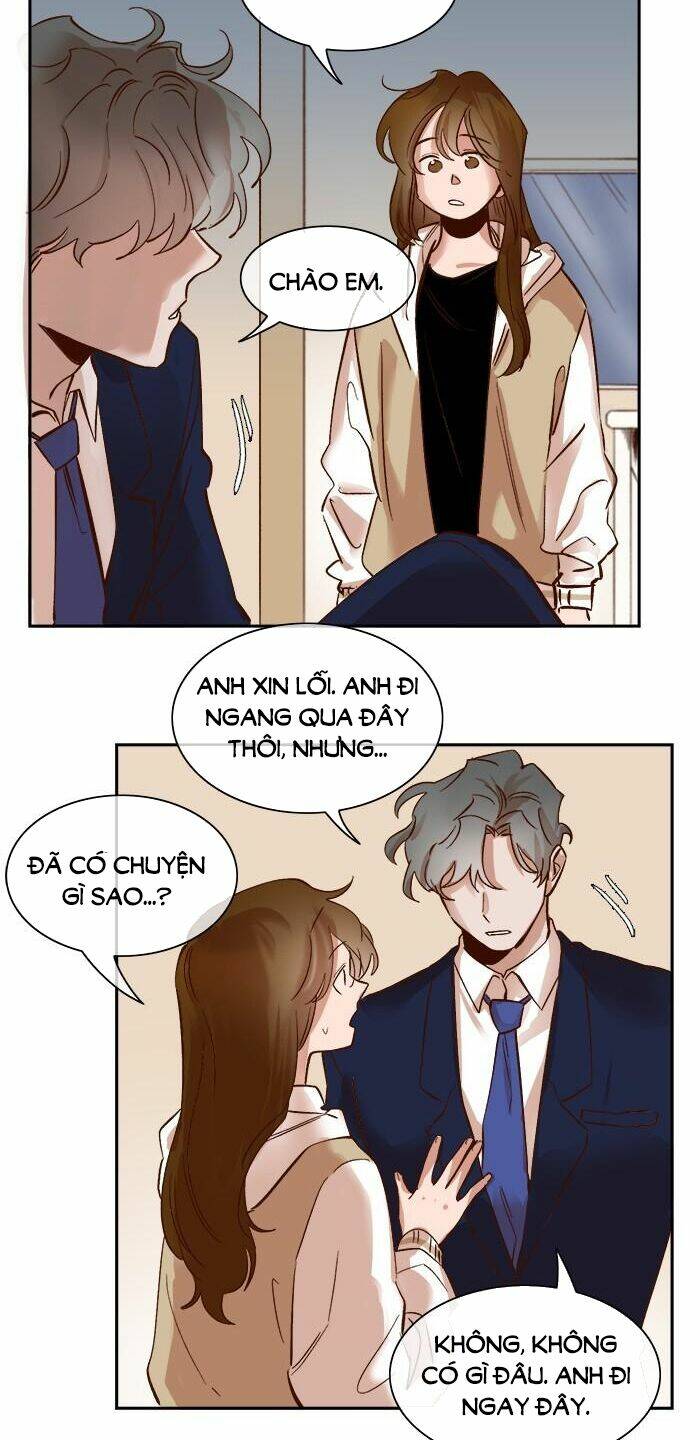 CHÀO EM.
ANH XIN LỖI. ANH ĐI
NGANG QUA ĐÂY
THÔI, NHƯNG...
ĐÃ CÓ CHUYỆN
GÌ SAO...?
KHÔNG, KHÔNG
CÓ GÌ ĐÂU. ANH ĐI
NGAY ĐÂY.